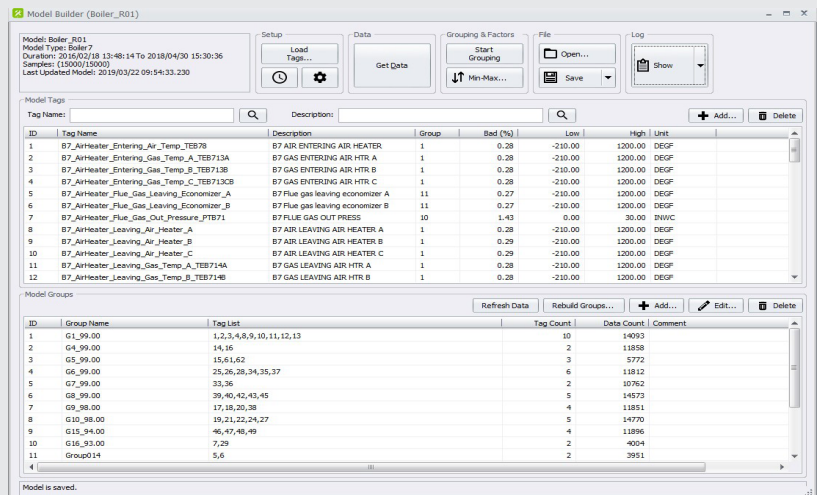 Model Builder (Boiler_R01)
Model: Boiler_R01
Model Type: Boiler7
Duration: 2016/02/18 13:48:14 To 2018/04/30 15:30:36
Samples: (15000/15000)
Last Updated Model: 2019/03/22 09:54:33.230
Setup
Load Tags...
Data
Get Data
Grouping & Factors
Start Grouping
Min-Max...
File
Open...
Save
Log
Show
Model Tags
Tag Name: Description: Add... Delete
ID Tag Name Description Group Bad (%) Low High Unit
1 B7_AirHeater_Entering_Air_Temp_TEB78 B7 AIR ENTERING AIR HEATER 1 0.28 -210.00 1200.00 DEGF
2 B7_AirHeater_Entering_Gas_Temp_A_TEB713A B7 GAS ENTERING AIR HTR A 1 0.28 -210.00 1200.00 DEGF
3 B7_AirHeater_Entering_Gas_Temp_B_TEB713B B7 GAS ENTERING AIR HTR B 1 0.28 -210.00 1200.00 DEGF
4 B7_AirHeater_Entering_Gas_Temp_C_TEB713CB B7 GAS ENTERING AIR HTR C 1 0.28 -210.00 1200.00 DEGF
5 B7_AirHeater_Flue_Gas_Leaving_Economizer_A B7 Flue gas leaving economizer A 11 0.27 -210.00 1200.00 DEGF
6 B7_AirHeater_Flue_Gas_Leaving_Economizer_B B7 Flue gas leaving economizer B 11 0.27 -210.00 1200.00 DEGF
7 B7_AirHeater_Flue_Gas_Out_Pressure_PTB71 B7 FLUE GAS OUT PRESS 10 1.43 0.00 30.00 INWC
8 B7_AirHeater_Leaving_Air_Heater_A B7 AIR LEAVING AIR HEATER A 1 0.28 -210.00 1200.00 DEGF
9 B7_AirHeater_Leaving_Air_Heater_B B7 AIR LEAVING AIR HEATER B 1 0.29 -210.00 1200.00 DEGF
10 B7_AirHeater_Leaving_Air_Heater_C B7 AIR LEAVING AIR HEATER C 1 0.29 -210.00 1200.00 DEGF
11 B7_AirHeater_Leaving_Gas_Temp_A_TEB714A B7 GAS LEAVING AIR HTR A 1 0.28 -210.00 1200.00 DEGF
12 B7_AirHeater_Leaving_Gas_Temp_B_TEB714B B7 GAS LEAVING AIR HTR B 1 0.28 -210.00 1200.00 DEGF
Model Groups
Refresh Data Rebuild Groups... Add... Edit... Delete
ID Group Name Tag List Tag Count Data Count Comment
1 G1_99.00 1,2,3,4,8,9,10,11,12,13 10 14093
2 G4_99.00 14,16 2 11858
3 G5_99.00 15,61,62 3 5772
4 G6_99.00 25,26,28,34,35,37 6 11812
5 G7_99.00 33,36 2 10762
6 G8_99.00 39,40,42,43,45 5 14573
7 G9_98.00 17,18,20,38 4 11851
8 G10_98.00 19,21,22,24,27 5 14770
9 G15_94.00 46,47,48,49 4 11896
10 G16_93.00 7,29 2 4004
11 Group014 5,6 2 3951
Model is saved.